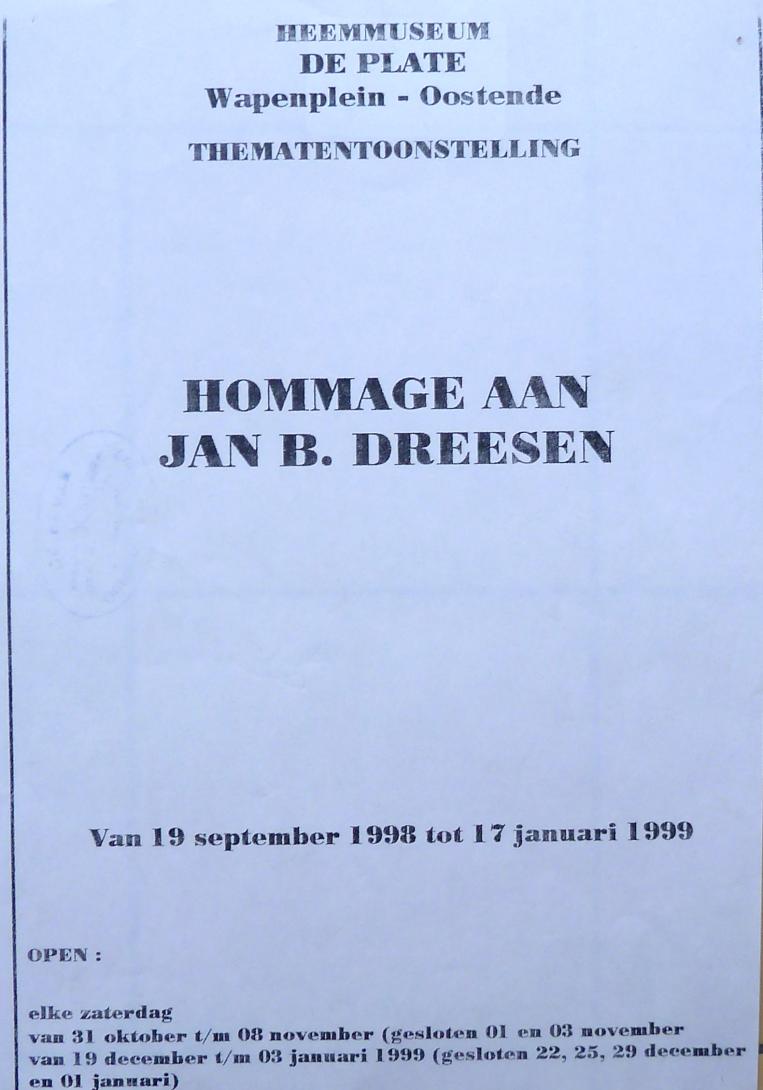 HEEMMUSEUM
DE PLATE
Wapenplein - Oostende
THEMATENTOONSTELLING
HOMMAGE AAN
JAN B. DREESEN
Van 19 september 1998 tot 17 januari 1999
OPEN :
elke zaterdag
van 31 oktober t/m 08 november (gesloten 01 en 03 november
van 19 december t/m 03 januari 1999 (gesloten 22, 25, 29 december
en 01 januari)